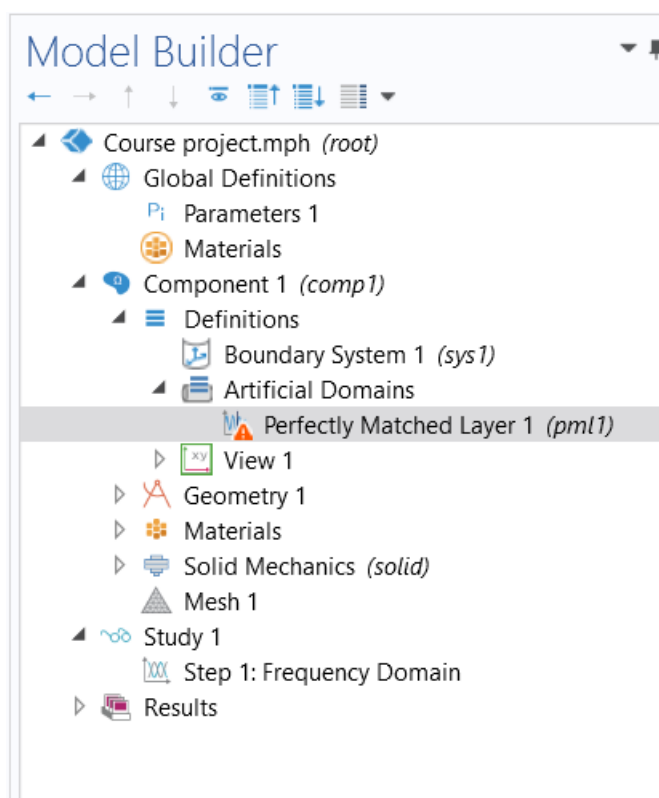 Model Builder
Course project.mph (root)
Global Definitions
Pi Parameters 1
Materials
Component 1 (comp1)
Definitions
Boundary System 1 (sys1)
Artificial Domains
Perfectly Matched Layer 1 (pml1)
xy View 1
Geometry 1
Materials
Solid Mechanics (solid)
Mesh 1
Study 1
Step 1: Frequency Domain
Results